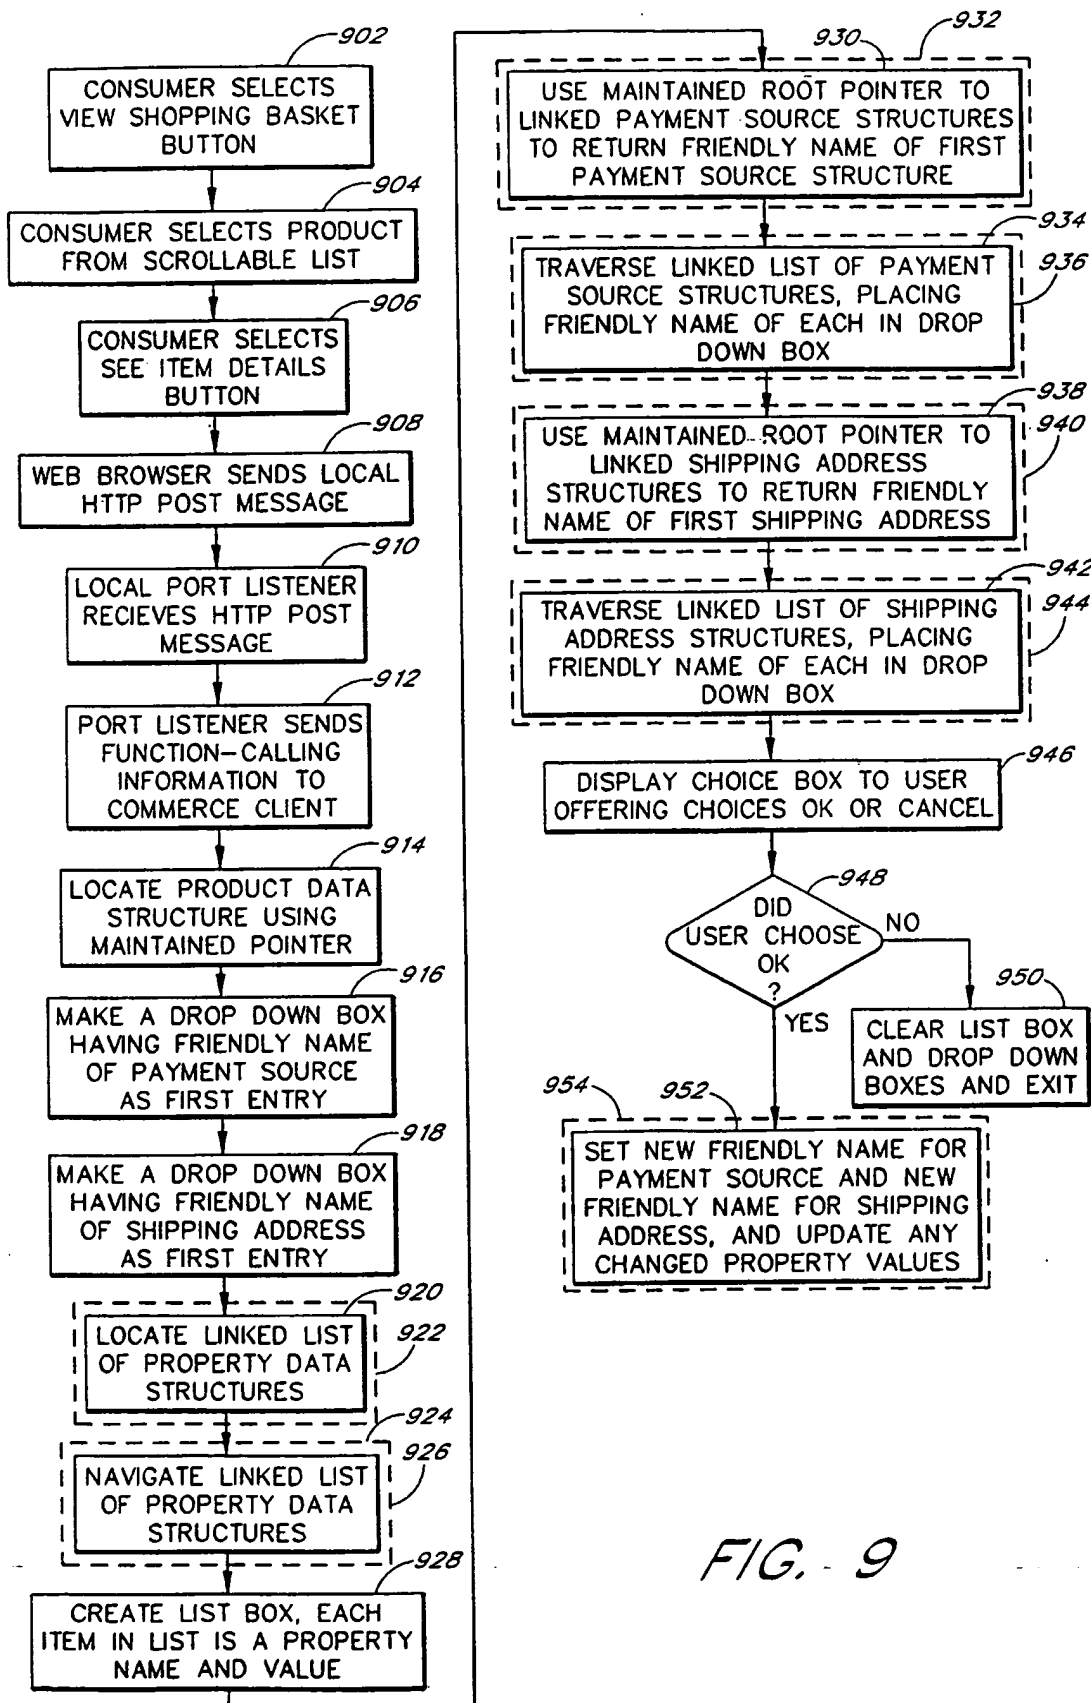 902
CONSUMER SELECTS
VIEW SHOPPING BASKET
BUTTON
904
CONSUMER SELECTS PRODUCT
FROM SCROLLABLE LIST
906
CONSUMER SELECTS
SEE ITEM DETAILS
BUTTON
908
WEB BROWSER SENDS LOCAL
HTTP POST MESSAGE
910
LOCAL PORT LISTENER
RECIEVES HTTP POST
MESSAGE
912
PORT LISTENER SENDS
FUNCTION-CALLING
INFORMATION TO
COMMERCE CLIENT
914
LOCATE PRODUCT DATA
STRUCTURE USING
MAINTAINED POINTER
916
MAKE A DROP DOWN BOX
HAVING FRIENDLY NAME
OF PAYMENT SOURCE
AS FIRST ENTRY
918
MAKE A DROP DOWN BOX
HAVING FRIENDLY NAME
OF SHIPPING ADDRESS
AS FIRST ENTRY
920
922
LOCATE LINKED LIST
OF PROPERTY DATA
STRUCTURES
924
926
NAVIGATE LINKED LIST
OF PROPERTY DATA
STRUCTURES
928
CREATE LIST BOX, EACH
ITEM IN LIST IS A PROPERTY
NAME AND VALUE
930
932
USE MAINTAINED ROOT POINTER TO
LINKED PAYMENT SOURCE STRUCTURES
TO RETURN FRIENDLY NAME OF FIRST
PAYMENT SOURCE STRUCTURE
934
936
TRAVERSE LINKED LIST OF PAYMENT
SOURCE STRUCTURES, PLACING
FRIENDLY NAME OF EACH IN DROP
DOWN BOX
938
940
USE MAINTAINED ROOT POINTER TO
LINKED SHIPPING ADDRESS
STRUCTURES TO RETURN FRIENDLY
NAME OF FIRST SHIPPING ADDRESS
942
944
TRAVERSE LINKED LIST OF SHIPPING
ADDRESS STRUCTURES, PLACING
FRIENDLY NAME OF EACH IN DROP
DOWN BOX
946
DISPLAY CHOICE BOX TO USER
OFFERING CHOICES OK OR CANCEL
948
DID
USER CHOOSE
OK
?
NO
YES
950
CLEAR LIST BOX
AND DROP DOWN
BOXES AND EXIT
954
952
SET NEW FRIENDLY NAME FOR
PAYMENT SOURCE AND NEW
FRIENDLY NAME FOR SHIPPING
ADDRESS, AND UPDATE ANY
CHANGED PROPERTY VALUES
FIG. 9